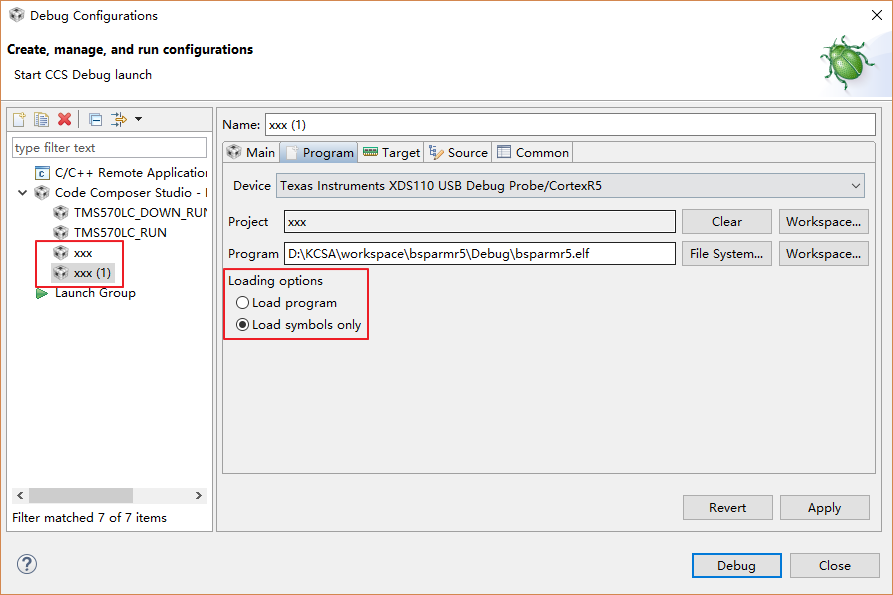 Debug Configurations
Create, manage, and run configurations
Start CCS Debug launch
type filter text
C/C++ Remote Application
Code Composer Studio -
TMS570LC_DOWN_RUN
TMS570LC_RUN
xxx
xxx (1)
Launch Group
Filter matched 7 of 7 items
Name: xxx (1)
Main Program Target Source Common
Device Texas Instruments XDS110 USB Debug Probe/CortexR5
Project xxx Clear Workspace...
Program D:\KCSA\workspace\bsparmr5\Debug\bsparmr5.elf File System... Workspace...
Loading options
Load program
Load symbols only
Revert Apply
? Debug Close